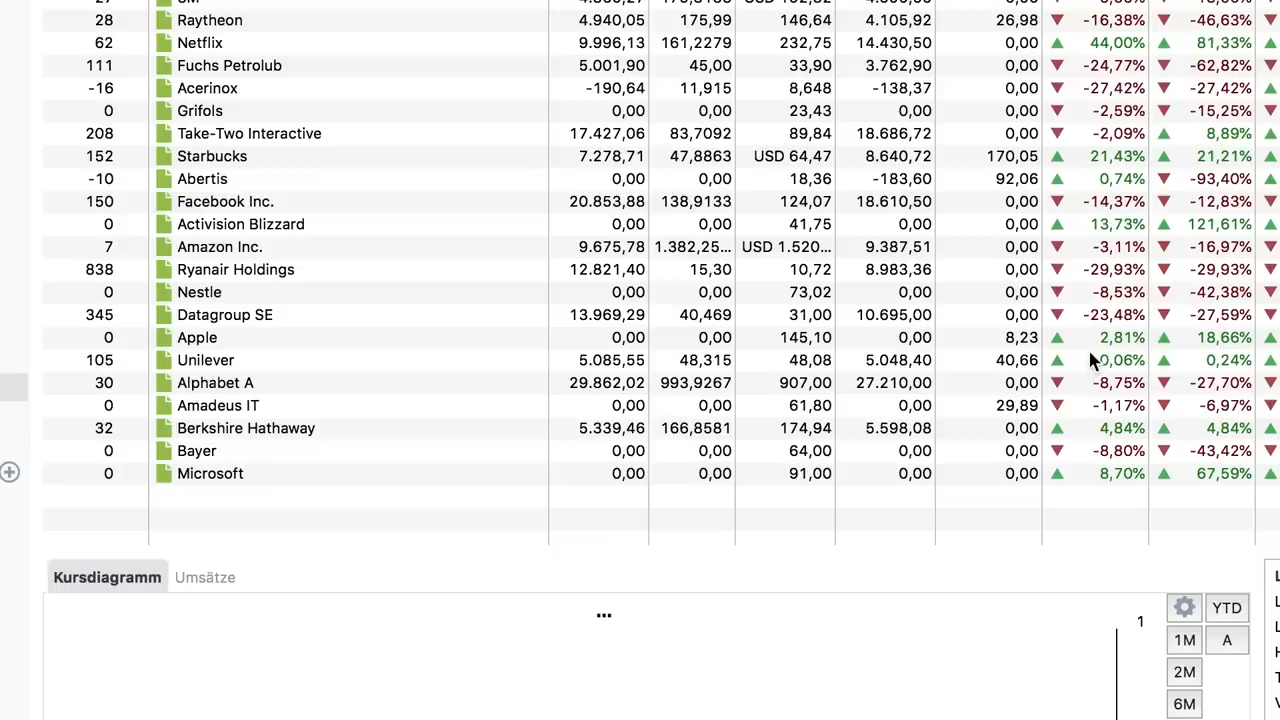 28 Raytheon 4.940,05 175,99 146,64 4.105,92 26,98 -16,38% -46,63%
62 Netflix 9.996,13 161,2279 232,75 14.430,50 0,00 44,00% 81,33%
111 Fuchs Petrolub 5.001,90 45,00 33,90 3.762,90 0,00 -24,77% -62,82%
-16 Acerinox -190,64 11,915 8,648 -138,37 0,00 -27,42% -27,42%
0 Grifols 0,00 0,00 23,43 0,00 0,00 -2,59% -15,25%
208 Take-Two Interactive 17.427,06 83,7092 89,84 18.686,72 0,00 -2,09% 8,89%
152 Starbucks 7.278,71 47,8863 USD 64,47 8.640,72 170,05 21,43% 21,21%
-10 Abertis 0,00 0,00 18,36 -183,60 92,06 0,74% -93,40%
150 Facebook Inc. 20.853,88 138,9133 124,07 18.610,50 0,00 -14,37% -12,83%
0 Activision Blizzard 0,00 0,00 41,75 0,00 0,00 13,73% 121,61%
7 Amazon Inc. 9.675,78 1.382,25... USD 1.520... 9.387,51 0,00 -3,11% -16,97%
838 Ryanair Holdings 12.821,40 15,30 10,72 8.983,36 0,00 -29,93% -29,93%
0 Nestle 0,00 0,00 73,02 0,00 0,00 -8,53% -42,38%
345 Datagroup SE 13.969,29 40,469 31,00 10.695,00 0,00 -23,48% -27,59%
0 Apple 0,00 0,00 145,10 0,00 8,23 2,81% 18,66%
105 Unilever 5.085,55 48,315 48,08 5.048,40 40,66 0,06% 0,24%
30 Alphabet A 29.862,02 993,9267 907,00 27.210,00 0,00 -8,75% -27,70%
0 Amadeus IT 0,00 0,00 61,80 0,00 29,89 -1,17% -6,97%
32 Berkshire Hathaway 5.339,46 166,8581 174,94 5.598,08 0,00 4,84% 4,84%
0 Bayer 0,00 0,00 64,00 0,00 0,00 -8,80% -43,42%
0 Microsoft 0,00 0,00 91,00 0,00 0,00 8,70% 67,59%
Kursdiagramm Umsätze
...
1
YTD
1M A
2M
6M